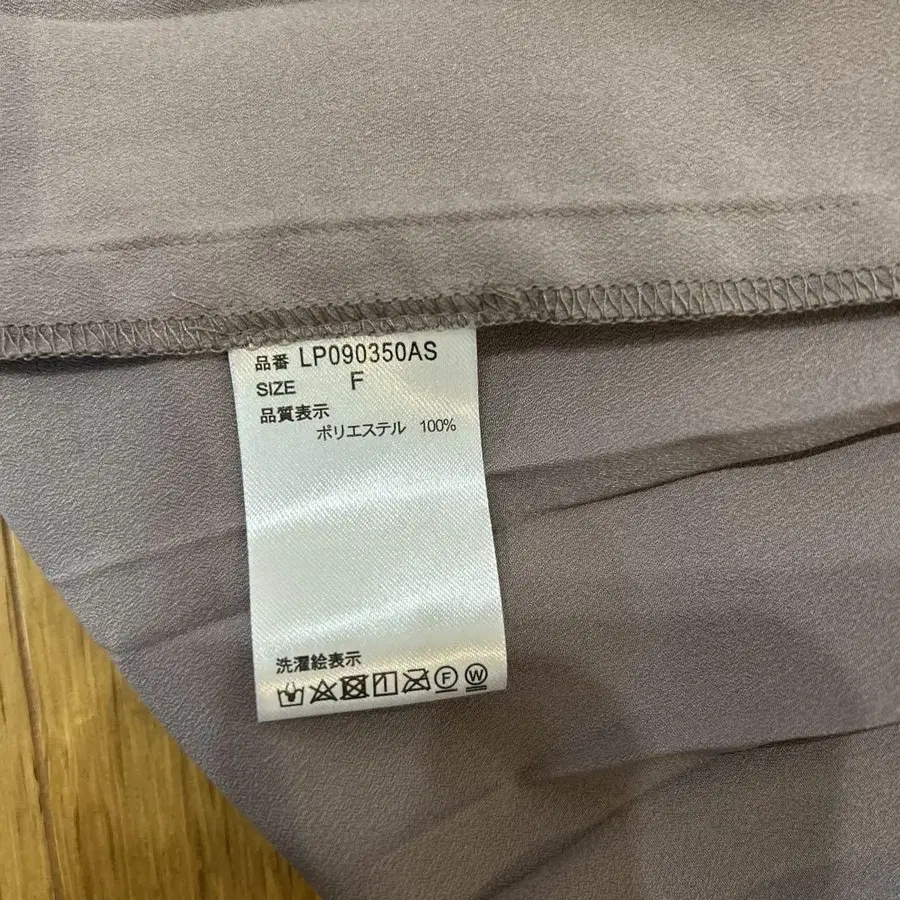 品番 LP090350AS
SIZE F
品質表示
ポリエステル 100%
洗濯絵表示
F W